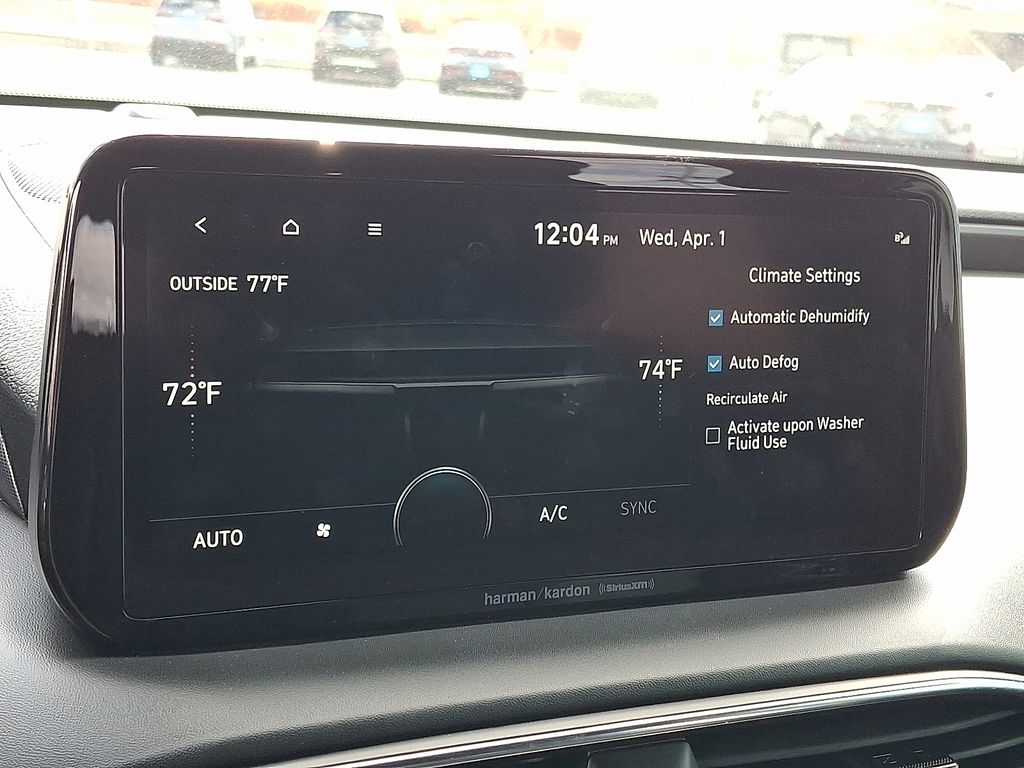 12:04 PM Wed, Apr. 1
OUTSIDE 77°F
Climate Settings
Automatic Dehumidify
72°F
74°F
Auto Defog
Recirculate Air
Activate upon Washer
Fluid Use
AUTO
A/C
SYNC
harman/kardon ((SiriusXM))